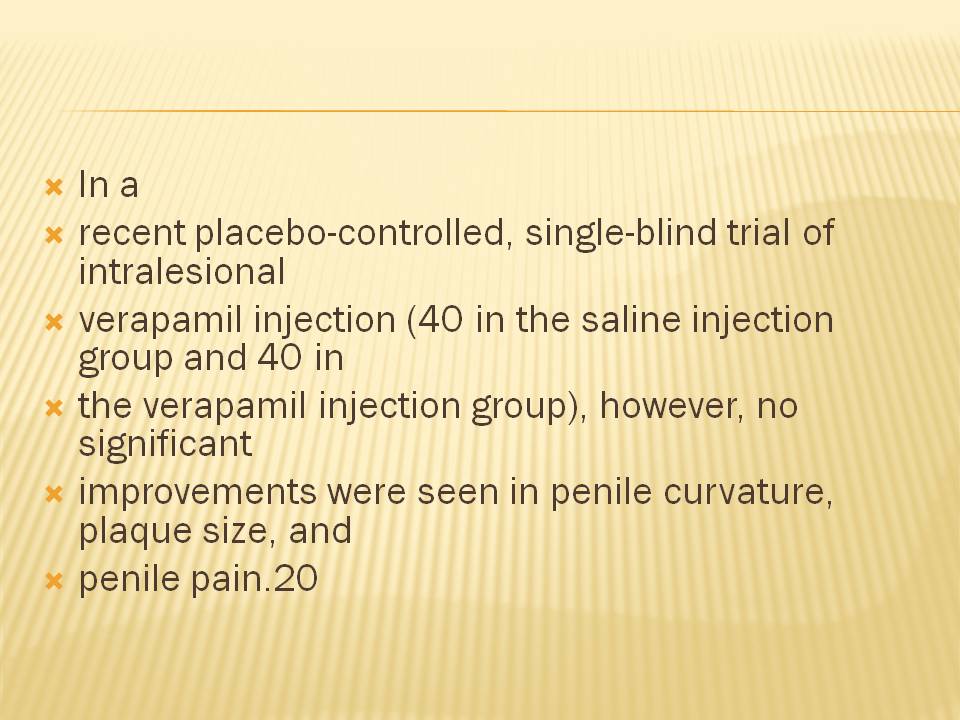 In a
recent placebo-controlled, single-blind trial of
intralesional
verapamil injection (40 in the saline injection
group and 40 in
the verapamil injection group), however, no
significant
improvements were seen in penile curvature,
plaque size, and
penile pain.20